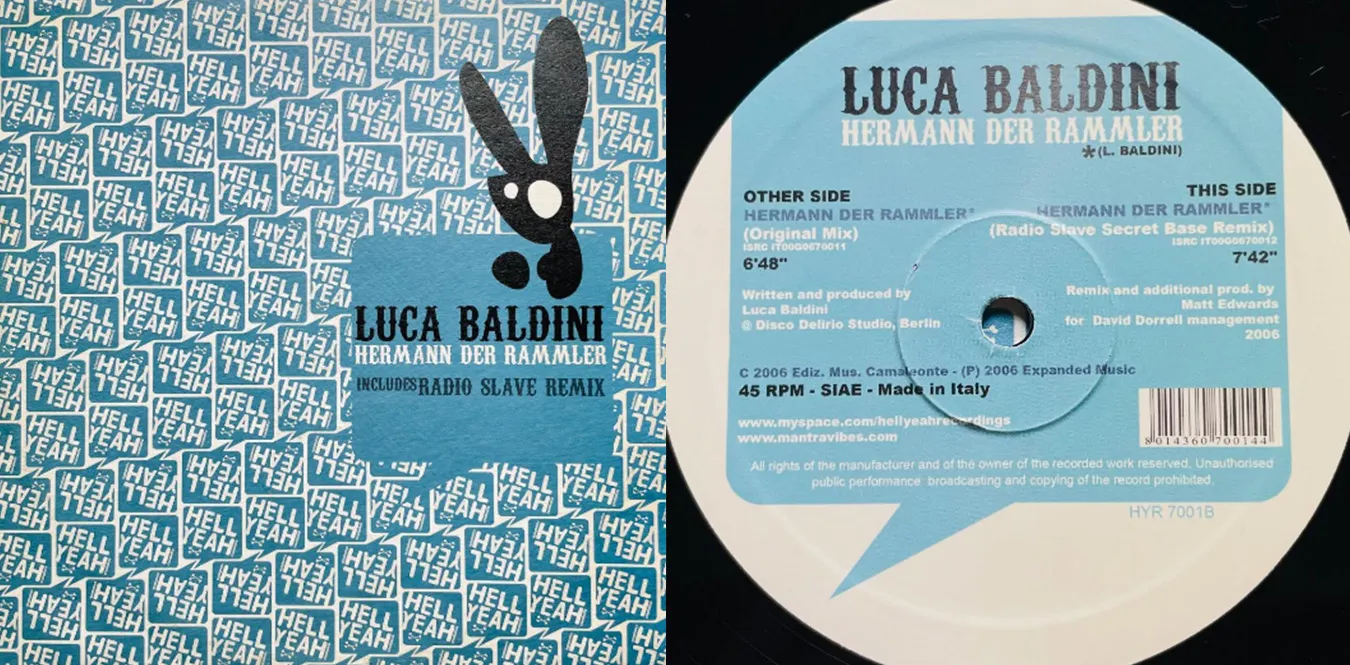 HELL YEAH!
LUCA BALDINI
HERMANN DER RAMMLER
INCLUDES RADIO SLAVE REMIX
LUCA BALDINI
HERMANN DER RAMMLER
*(L. BALDINI)
OTHER SIDE
HERMANN DER RAMMLER*
(Original Mix)
ISRC IT00G0670011
6'48"
Written and produced by
Luca Baldini
@ Disco Delirio Studio, Berlin
THIS SIDE
HERMANN DER RAMMLER*
(Radio Slave Secret Base Remix)
ISRC IT00G0670012
7'42"
Remix and additional prod. by
Matt Edwards
for David Dorrell management
2006
C 2006 Ediz. Mus. Camaleonte - (P) 2006 Expanded Music
45 RPM - SIAE - Made in Italy
www.myspace.com/hellyeahrecordings
www.mantravibes.com
8 014360 700144
All rights of the manufacturer and of the owner of the recorded work reserved. Unauthorised
public performance broadcasting and copying of the record prohibited.
HYR 7001B